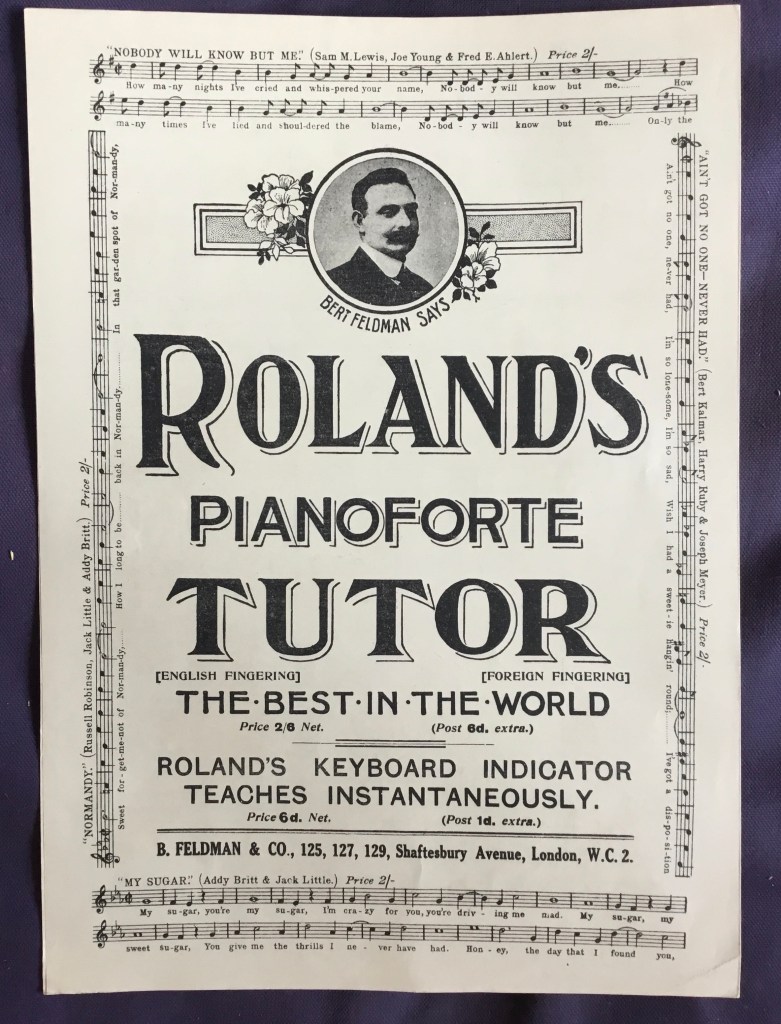 "NOBODY WILL KNOW BUT ME." (Sam M. Lewis, Joe Young & Fred E. Ahlert.) Price 2/-
How ma-ny nights I've cried and whis-pered your name, No-bod-y will know but me...... How
ma-ny times I've lied and shoul-dered the blame, No-bod-y will know but me....... On-ly the
BERT FELDMAN SAYS
ROLAND'S
PIANOFORTE
TUTOR
[ENGLISH FINGERING] [FOREIGN FINGERING]
THE·BEST·IN·THE·WORLD
Price 2/6 Net. (Post 6d. extra.)
ROLAND'S KEYBOARD INDICATOR
TEACHES INSTANTANEOUSLY.
Price 6d. Net. (Post 1d. extra.)
B. FELDMAN & CO., 125, 127, 129, Shaftesbury Avenue, London, W.C. 2.
"NORMANDY." (Russell Robinson, Jack Little & Addy Britt.) Price 2/-
Sweet for-get-me-not of Nor-man-dy,...... How I long to be......... back in Nor-man-dy,......... In that gar-den spot of Nor-man-dy,
"AIN'T GOT NO ONE—NEVER HAD." (Bert Kalmar, Harry Ruby & Joseph Meyer.) Price 2/-
Ain't got no one, ne-ver had, I'm so lone-some, I'm so sad, Wish I had a sweet-ie hangin' round; I've got a dis-po-si-tion
"MY SUGAR." (Addy Britt & Jack Little.) Price 2/-
My su-gar, you're my su-gar, I'm cra-zy for you, you're driv-ing me mad. My su-gar, my
sweet su-gar, You give me the thrills I ne-ver have had. Hon-ey, the day that I found you,